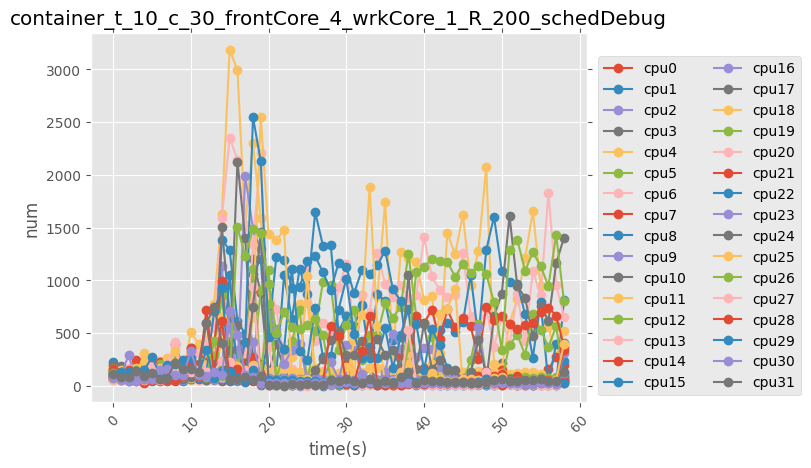 container_t_10_c_30_frontCore_4_wrkCore_1_R_200_schedDebug
3000
2500
2000
1500
1000
500
0
num
0
10
20
30
40
50
60
time(s)
cpu0
cpu1
cpu2
cpu3
cpu4
cpu5
cpu6
cpu7
cpu8
cpu9
cpu10
cpu11
cpu12
cpu13
cpu14
cpu15
cpu16
cpu17
cpu18
cpu19
cpu20
cpu21
cpu22
cpu23
cpu24
cpu25
cpu26
cpu27
cpu28
cpu29
cpu30
cpu31